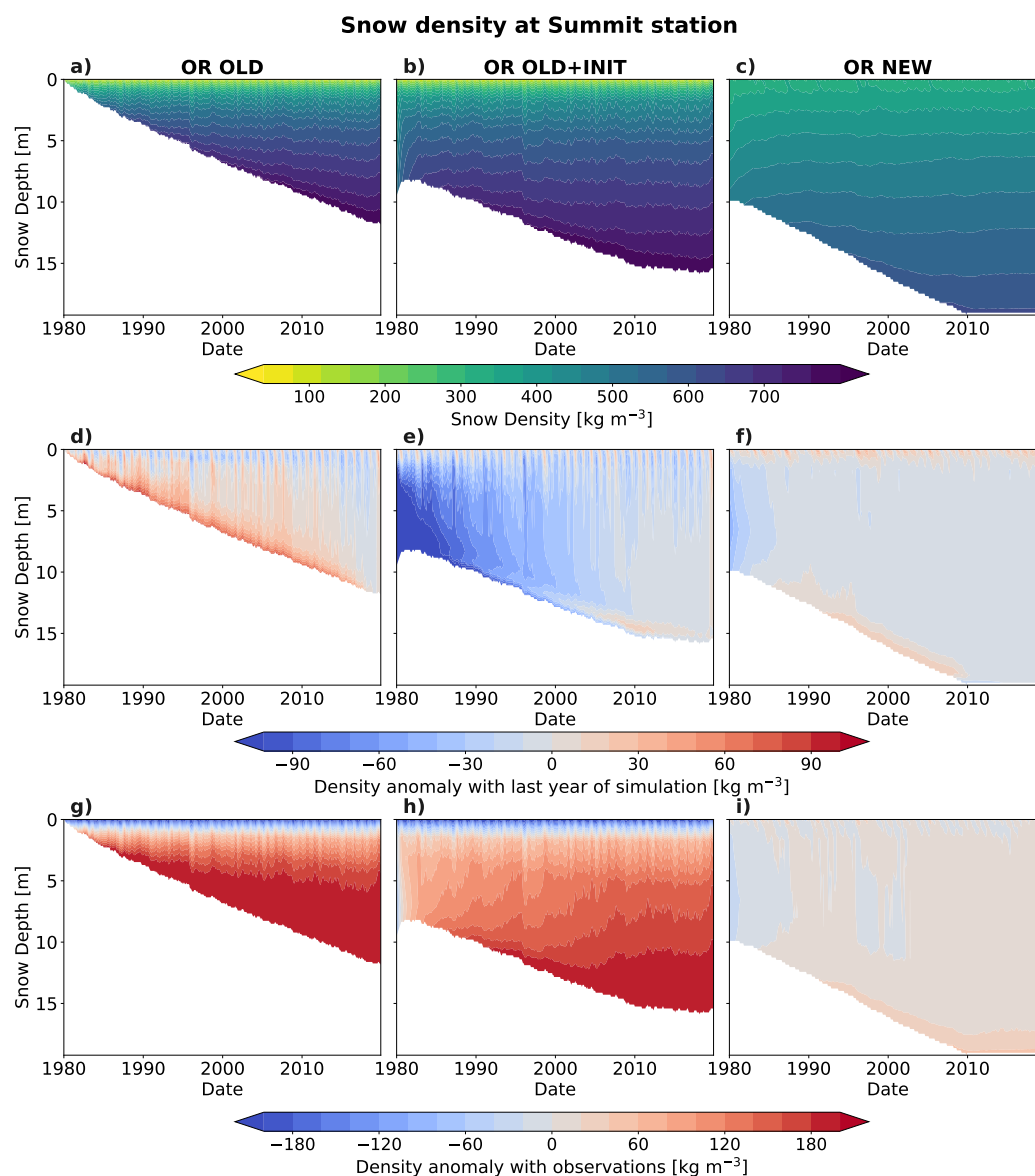 Snow density at Summit station
a) OR OLD b) OR OLD+INIT c) OR NEW
0
5
10
15
Snow Depth [m]
1980 1990 2000 2010 1980 1990 2000 2010 1980 1990 2000 2010
Date Date Date
100 200 300 400 500 600 700
Snow Density [kg m⁻³]
d) e) f)
0
5
10
15
Snow Depth [m]
1980 1990 2000 2010 1980 1990 2000 2010 1980 1990 2000 2010
Date Date Date
−90 −60 −30 0 30 60 90
Density anomaly with last year of simulation [kg m⁻³]
g) h) i)
0
5
10
15
Snow Depth [m]
1980 1990 2000 2010 1980 1990 2000 2010 1980 1990 2000 2010
Date Date Date
−180 −120 −60 0 60 120 180
Density anomaly with observations [kg m⁻³]